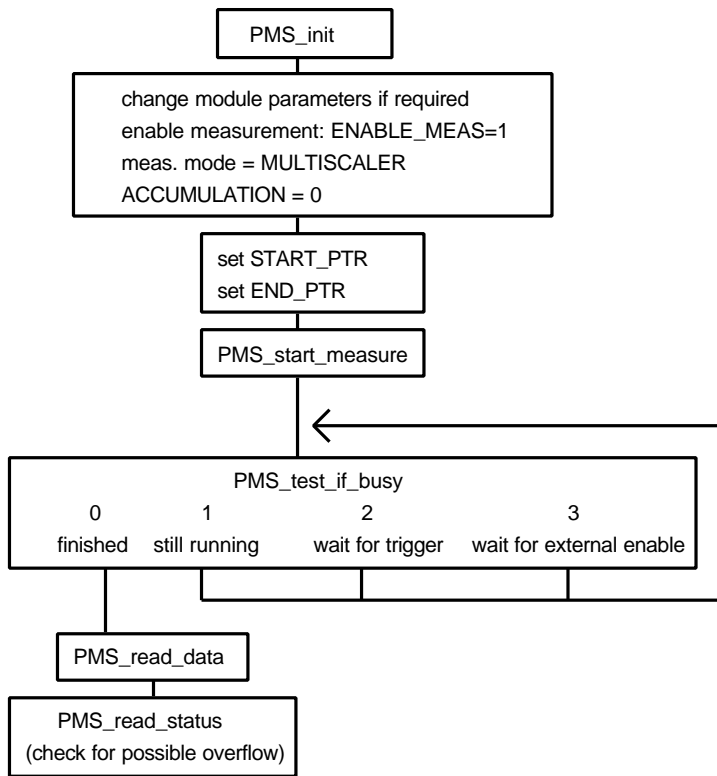 PMS_init
change module parameters if required
enable measurement: ENABLE_MEAS=1
meas. mode = MULTISCALER
ACCUMULATION = 0
set START_PTR
set END_PTR
PMS_start_measure
PMS_test_if_busy
0 1 2 3
finished still running wait for trigger wait for external enable
PMS_read_data
PMS_read_status
(check for possible overflow)